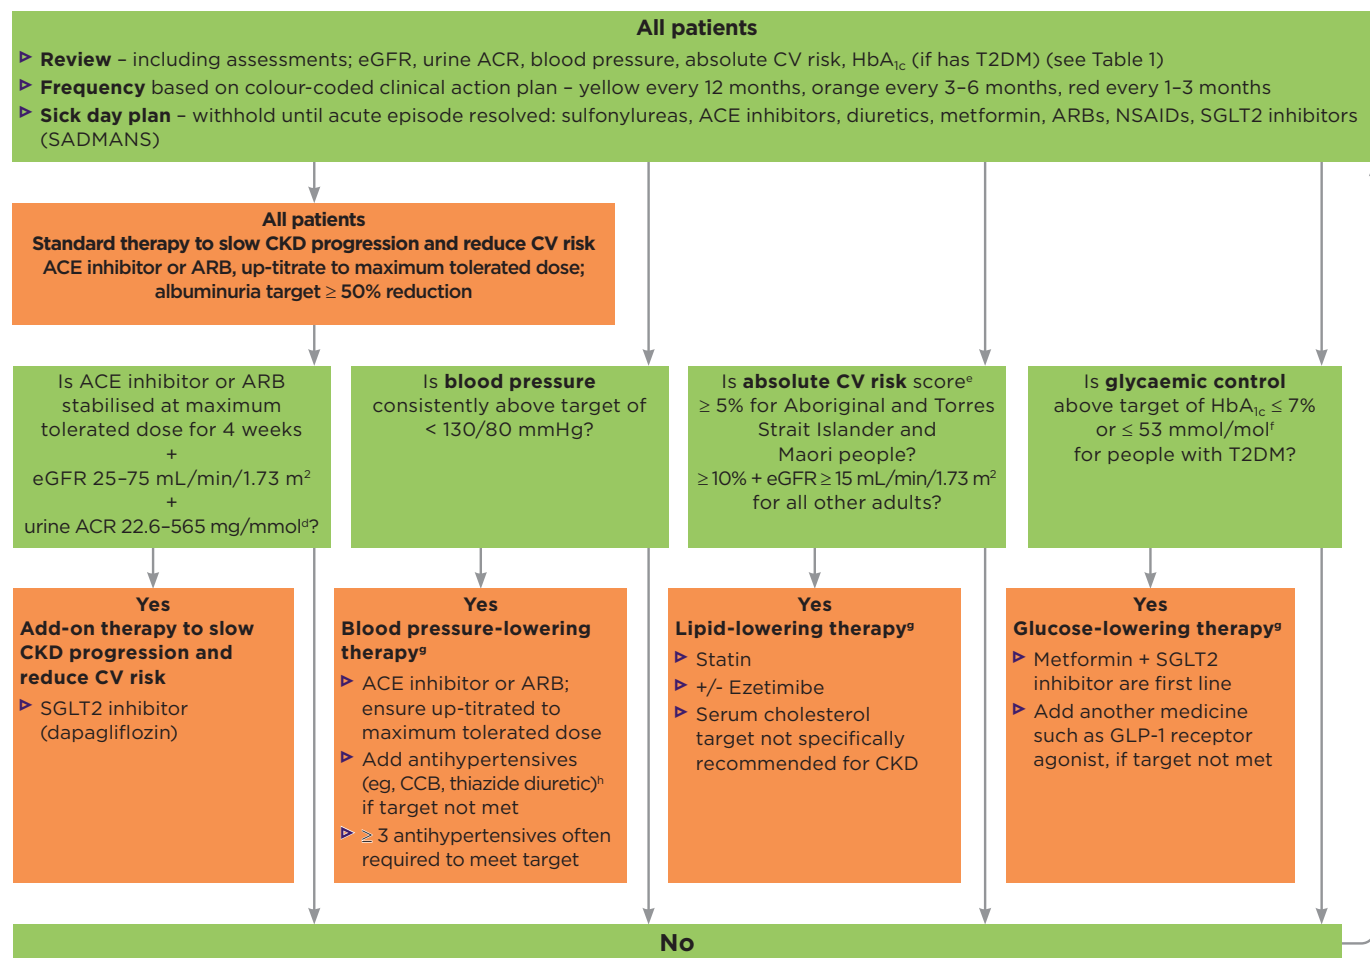 All patients
▷ Review – including assessments; eGFR, urine ACR, blood pressure, absolute CV risk, HbA1c (if has T2DM) (see Table 1)
▷ Frequency based on colour-coded clinical action plan – yellow every 12 months, orange every 3–6 months, red every 1–3 months
▷ Sick day plan – withhold until acute episode resolved: sulfonylureas, ACE inhibitors, diuretics, metformin, ARBs, NSAIDs, SGLT2 inhibitors
(SADMANS)
All patients
Standard therapy to slow CKD progression and reduce CV risk
ACE inhibitor or ARB, up-titrate to maximum tolerated dose;
albuminuria target ≥ 50% reduction
Is ACE inhibitor or ARB
stabilised at maximum
tolerated dose for 4 weeks
+
eGFR 25–75 mL/min/1.73 m²
+
urine ACR 22.6–565 mg/mmolᵈ?
Is blood pressure
consistently above target of
< 130/80 mmHg?
Is absolute CV risk scoreᵉ
≥ 5% for Aboriginal and Torres
Strait Islander and
Maori people?
≥ 10% + eGFR ≥ 15 mL/min/1.73 m²
for all other adults?
Is glycaemic control
above target of HbA1c ≤ 7%
or ≤ 53 mmol/molᶠ
for people with T2DM?
Yes
Add-on therapy to slow
CKD progression and
reduce CV risk
▷ SGLT2 inhibitor
(dapagliflozin)
Yes
Blood pressure-lowering
therapyᵍ
▷ ACE inhibitor or ARB;
ensure up-titrated to
maximum tolerated dose
▷ Add antihypertensives
(eg, CCB, thiazide diuretic)ʰ
if target not met
▷ ≥ 3 antihypertensives often
required to meet target
Yes
Lipid-lowering therapyᵍ
▷ Statin
▷ +/- Ezetimibe
▷ Serum cholesterol
target not specifically
recommended for CKD
Yes
Glucose-lowering therapyᵍ
▷ Metformin + SGLT2
inhibitor are first line
▷ Add another medicine
such as GLP-1 receptor
agonist, if target not met
No